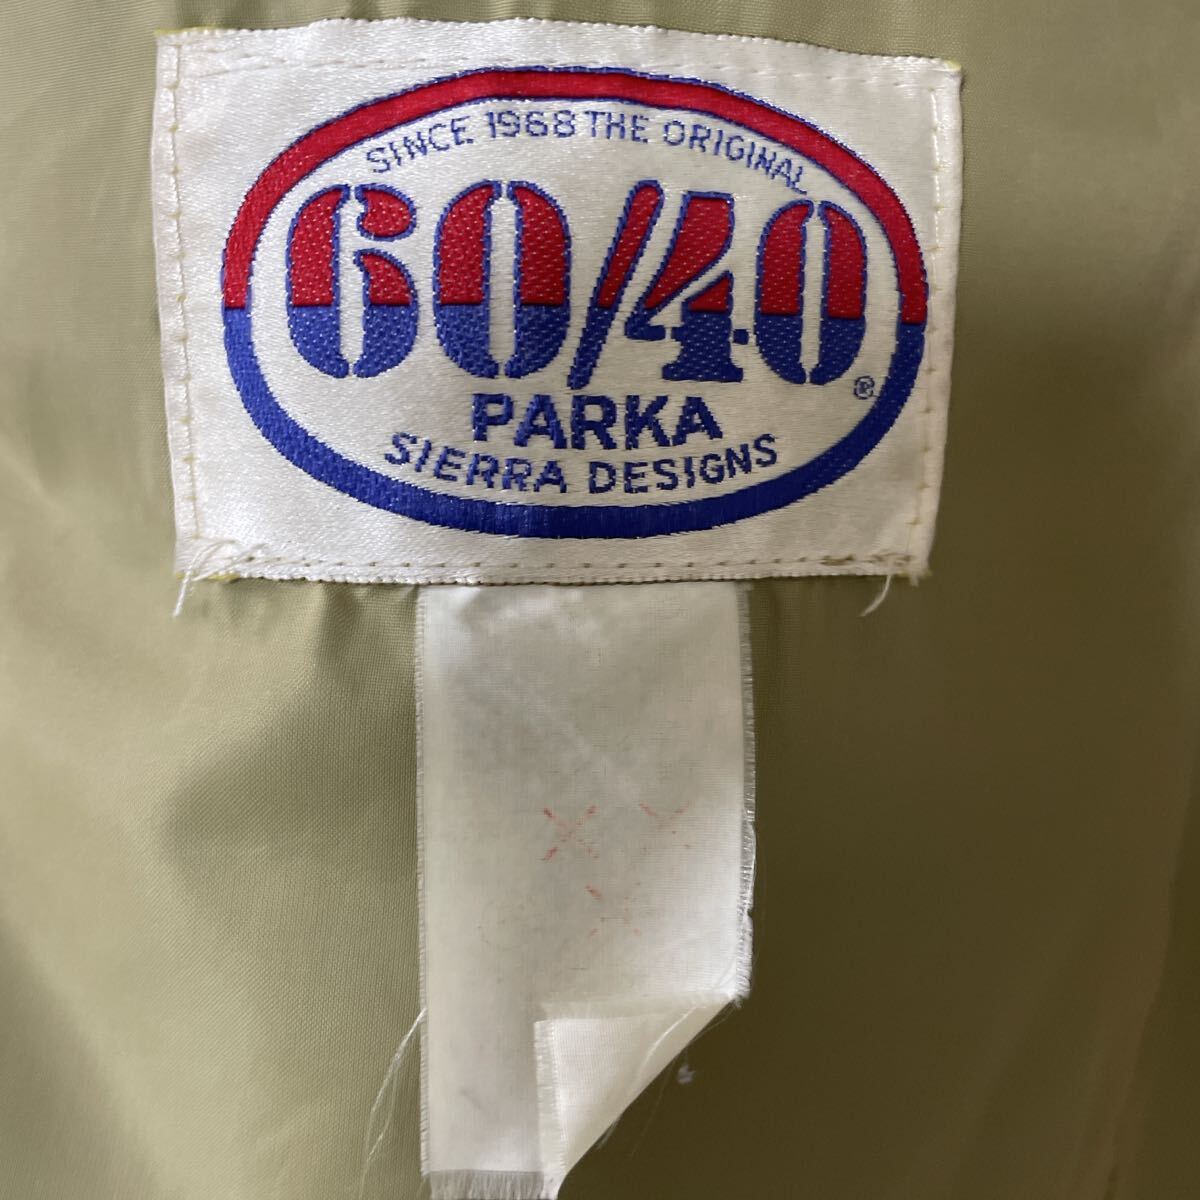 SINCE 1968 THE ORIGINAL
60/40®
PARKA
SIERRA DESIGNS